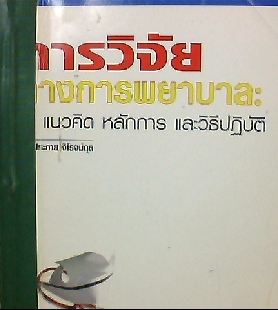 การวิจัย
ทางการพยาบาล:
แนวคิด หลักการ และวิธีปฏิบัติ